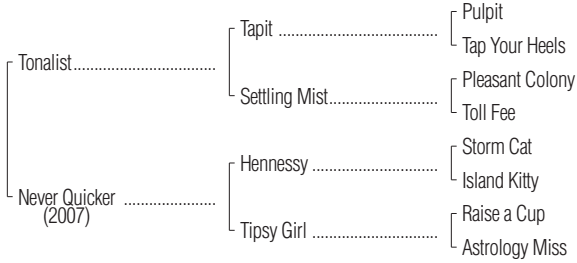 Pulpit
Tapit ................................
Tap Your Heels
Tonalist..................................
Pleasant Colony
Settling Mist..........................
Toll Fee
Storm Cat
Hennessy ..........................
Island Kitty
Never Quicker ......................
(2007)
Raise a Cup
Tipsy Girl ..............................
Astrology Miss